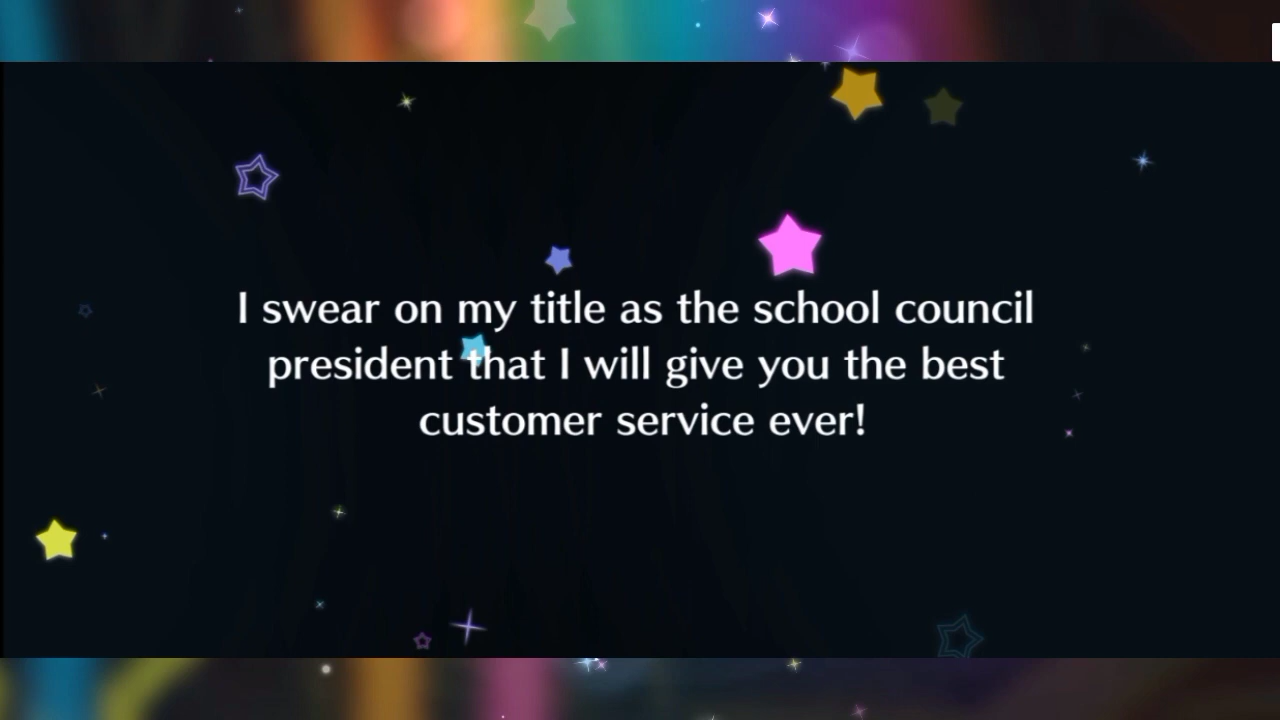 I swear on my title as the school council
president that I will give you the best
customer service ever!